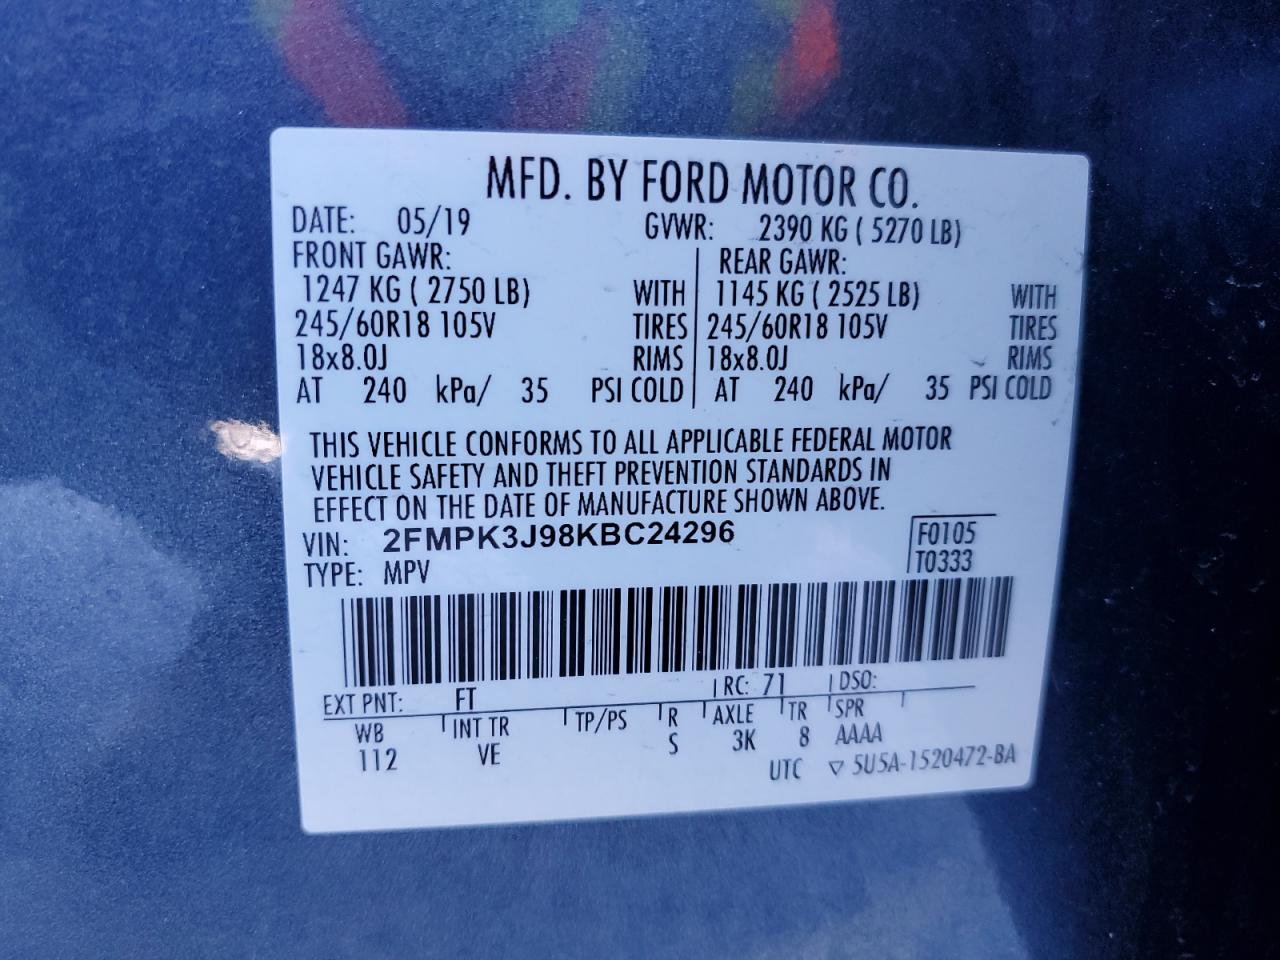 MFD. BY FORD MOTOR CO.
DATE: 05/19 GVWR: 2390 KG ( 5270 LB)
FRONT GAWR: REAR GAWR:
1247 KG ( 2750 LB) WITH 1145 KG ( 2525 LB) WITH
245/60R18 105V TIRES 245/60R18 105V TIRES
18x8.0J RIMS 18x8.0J RIMS
AT 240 kPa/ 35 PSI COLD AT 240 kPa/ 35 PSI COLD
THIS VEHICLE CONFORMS TO ALL APPLICABLE FEDERAL MOTOR
VEHICLE SAFETY AND THEFT PREVENTION STANDARDS IN
EFFECT ON THE DATE OF MANUFACTURE SHOWN ABOVE.
VIN: 2FMPK3J98KBC24296 F0105
TYPE: MPV T0333
EXT PNT: FT RC: 71 DSO:
WB INT TR TP/PS R AXLE TR SPR
112 VE S 3K 8 AAAA
UTC ▽ 5U5A-1520472-BA